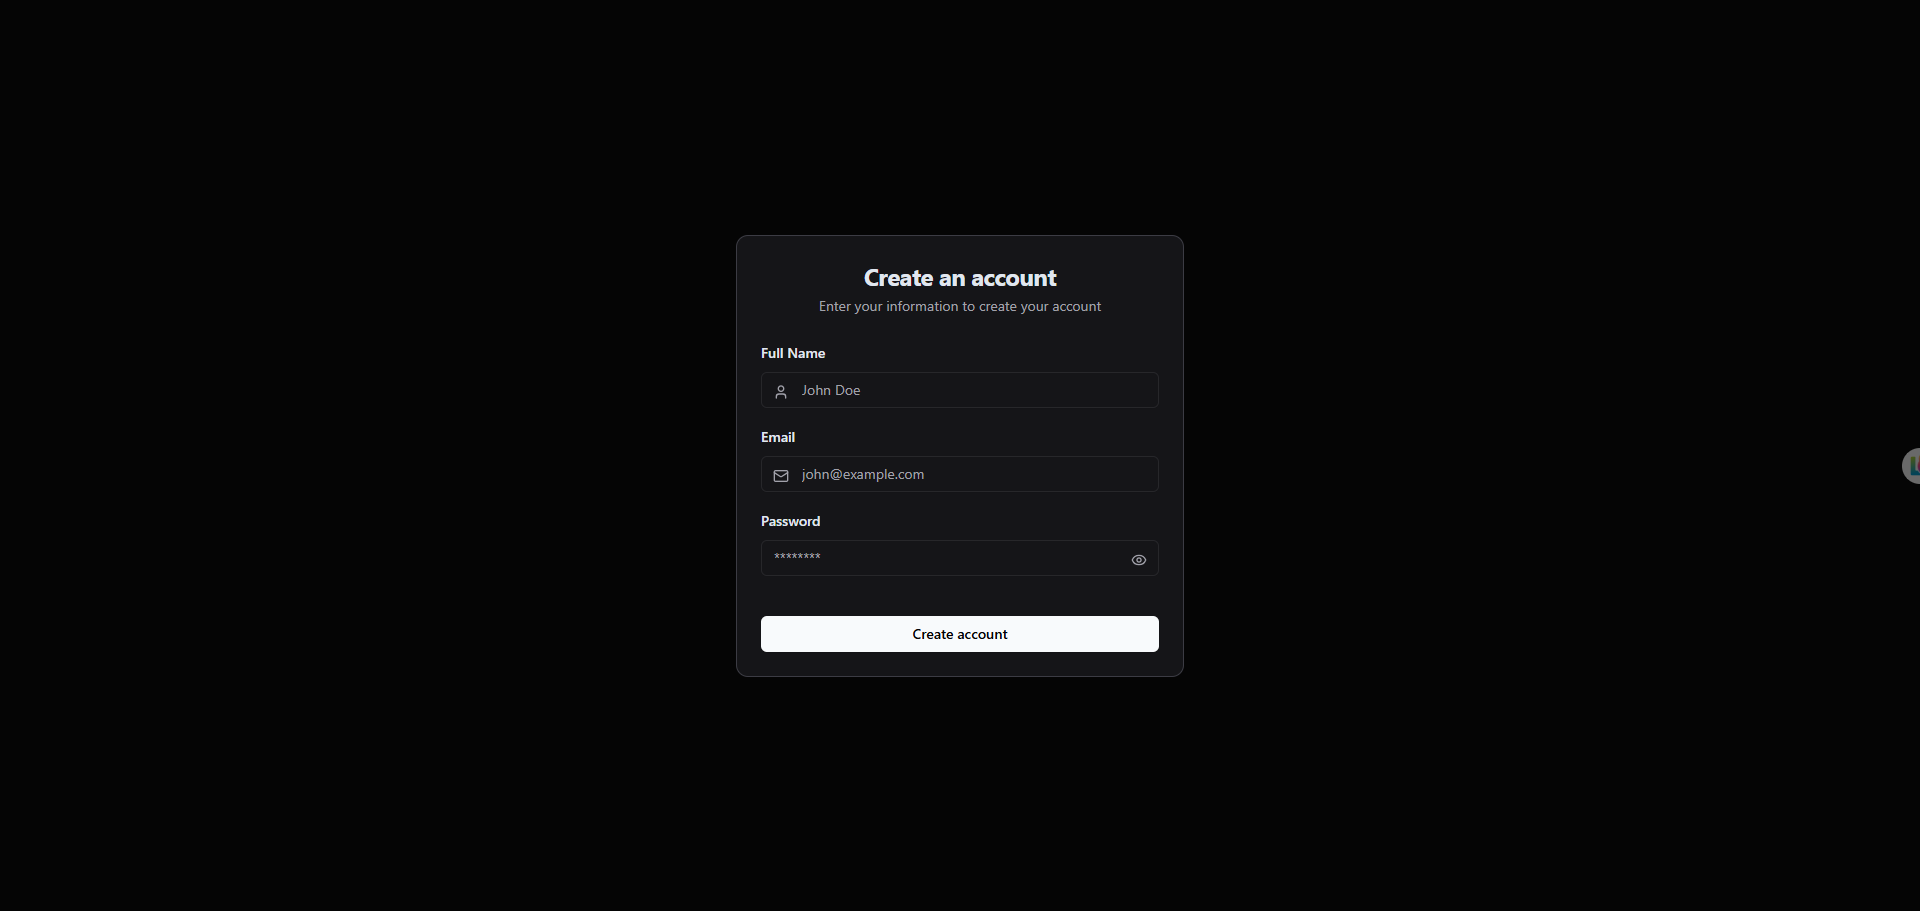 Create an account
Enter your information to create your account
Full Name
John Doe
Email
john@example.com
Password
********
Create account